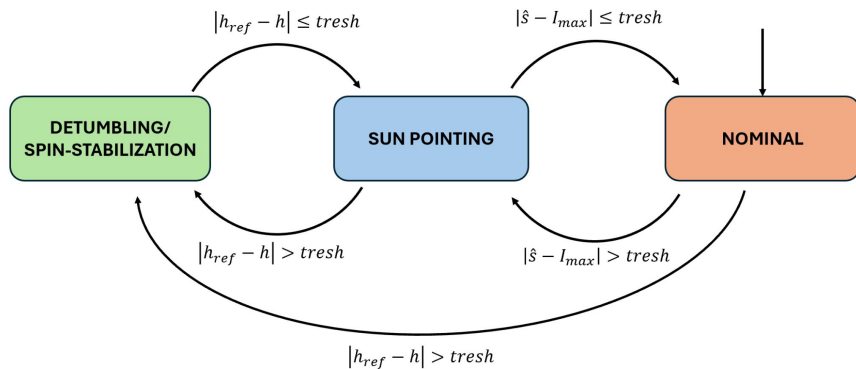 |h_ref − h| ≤ tresh
|ŝ − I_max| ≤ tresh
DETUMBLING/
SPIN-STABILIZATION
SUN POINTING
NOMINAL
|h_ref − h| > tresh
|ŝ − I_max| > tresh
|h_ref − h| > tresh